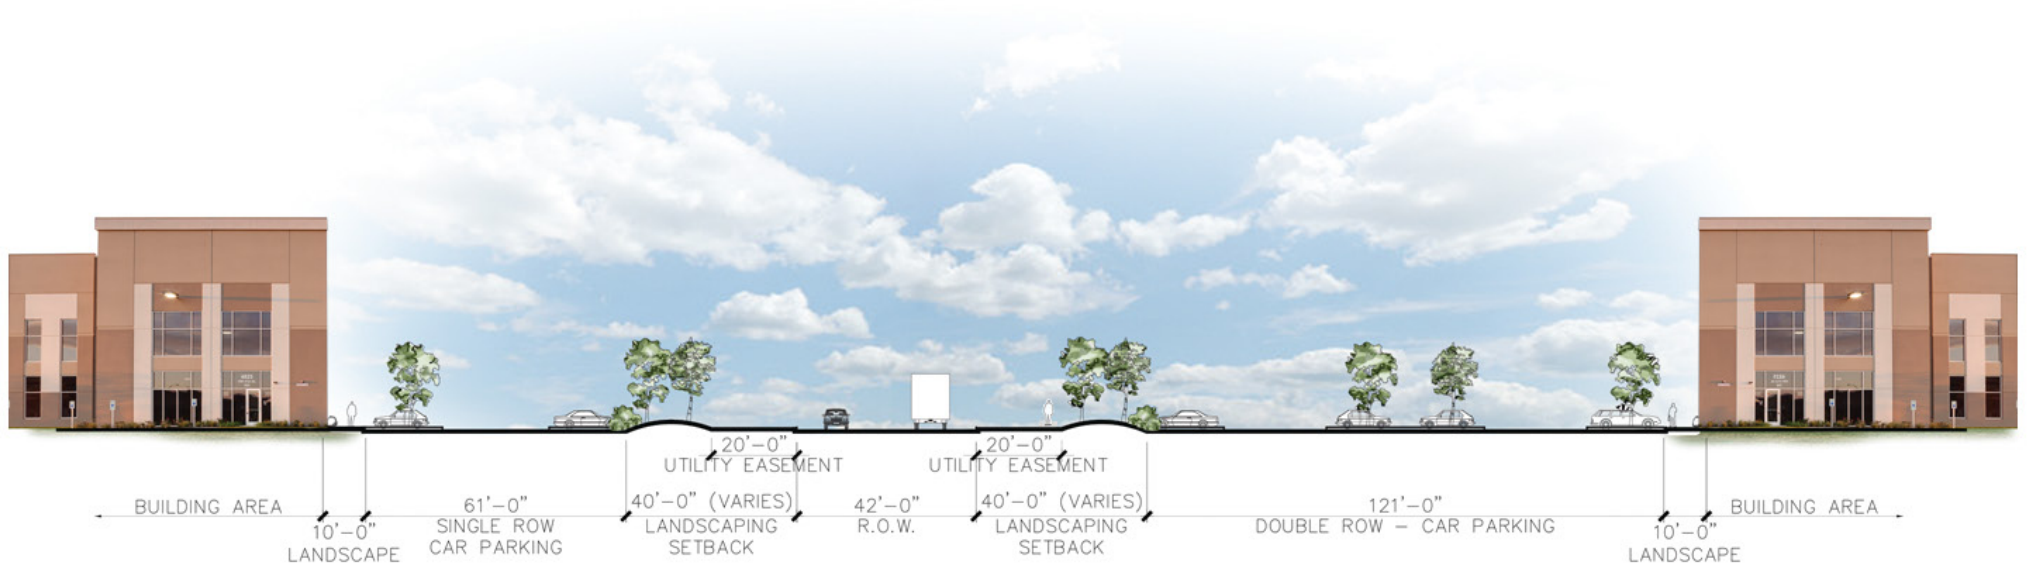 20'-0"
UTILITY EASEMENT
20'-0"
UTILITY EASEMENT
BUILDING AREA
10'-0"
LANDSCAPE
61'-0"
SINGLE ROW
CAR PARKING
40'-0" (VARIES)
LANDSCAPING
SETBACK
42'-0"
R.O.W.
40'-0" (VARIES)
LANDSCAPING
SETBACK
121'-0"
DOUBLE ROW - CAR PARKING
10'-0"
LANDSCAPE
BUILDING AREA